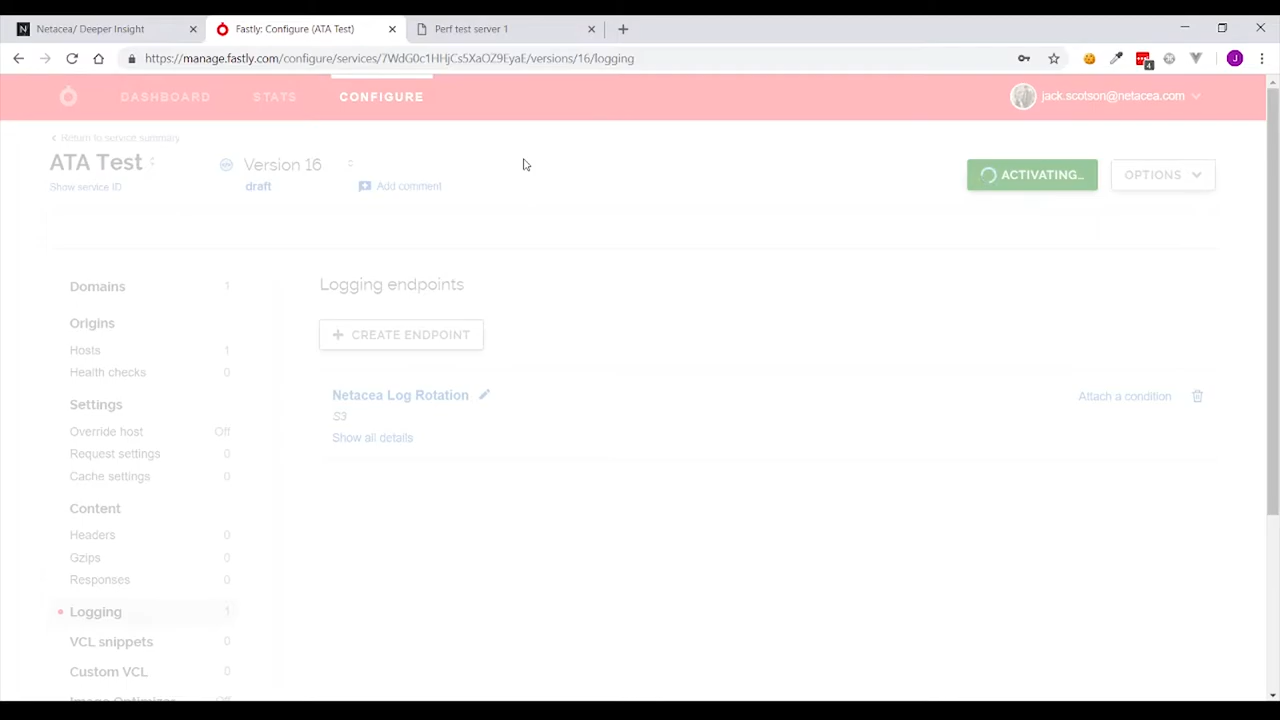 Netacea/ Deeper Insight
Fastly: Configure (ATA Test)
Perf test server 1
https://manage.fastly.com/configure/services/7WdG0c1HHjCs5XaOZ9EyaE/versions/16/logging
4
J
DASHBOARD
STATS
CONFIGURE
jack.scotson@netacea.com
Return to service summary
ATA Test
Version 16
ACTIVATING...
OPTIONS
Show service ID
draft
Add comment
Domains 1
Logging endpoints
Origins
CREATE ENDPOINT
Hosts 1
Health checks 0
Netacea Log Rotation
Attach a condition
Settings
S3
Override host Off
Show all details
Request settings 0
Cache settings 0
Content
Headers 0
Gzips 0
Responses 0
Logging 1
VCL snippets 0
Custom VCL 0
Image Optimizer Off